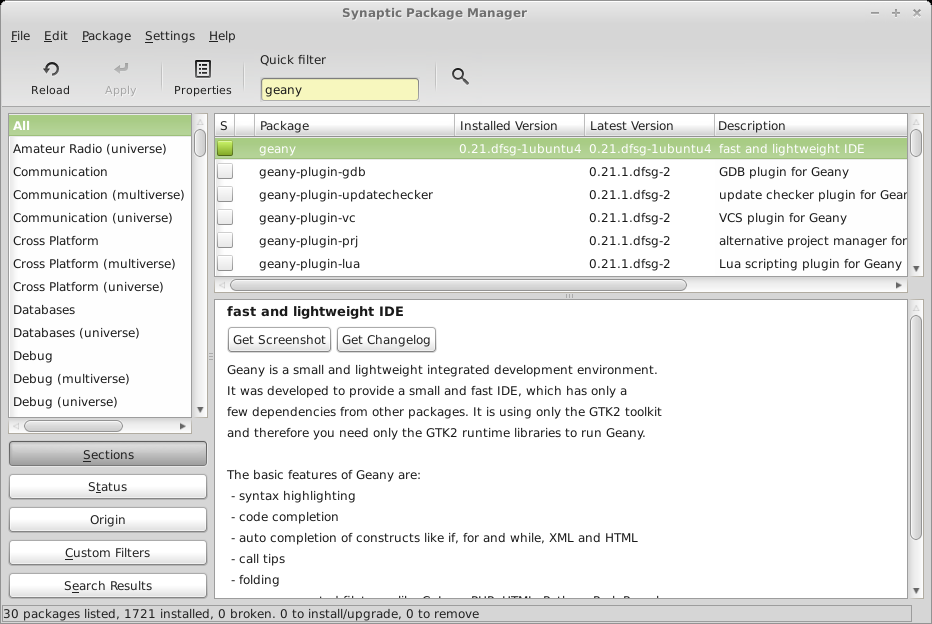 Synaptic Package Manager
File Edit Package Settings Help
Quick filter
Reload Apply Properties
geany
All
Amateur Radio (universe)
Communication
Communication (multiverse)
Communication (universe)
Cross Platform
Cross Platform (multiverse)
Cross Platform (universe)
Databases
Databases (universe)
Debug
Debug (multiverse)
Debug (universe)
Sections
Status
Origin
Custom Filters
Search Results
S Package Installed Version Latest Version Description
geany 0.21.dfsg-1ubuntu4 0.21.dfsg-1ubuntu4 fast and lightweight IDE
geany-plugin-gdb 0.21.1.dfsg-2 GDB plugin for Geany
geany-plugin-updatechecker 0.21.1.dfsg-2 update checker plugin for Gear
geany-plugin-vc 0.21.1.dfsg-2 VCS plugin for Geany
geany-plugin-prj 0.21.1.dfsg-2 alternative project manager for
geany-plugin-lua 0.21.1.dfsg-2 Lua scripting plugin for Geany
fast and lightweight IDE
Get Screenshot Get Changelog
Geany is a small and lightweight integrated development environment.
It was developed to provide a small and fast IDE, which has only a
few dependencies from other packages. It is using only the GTK2 toolkit
and therefore you need only the GTK2 runtime libraries to run Geany.
The basic features of Geany are:
- syntax highlighting
- code completion
- auto completion of constructs like if, for and while, XML and HTML
- call tips
- folding
30 packages listed, 1721 installed, 0 broken. 0 to install/upgrade, 0 to remove